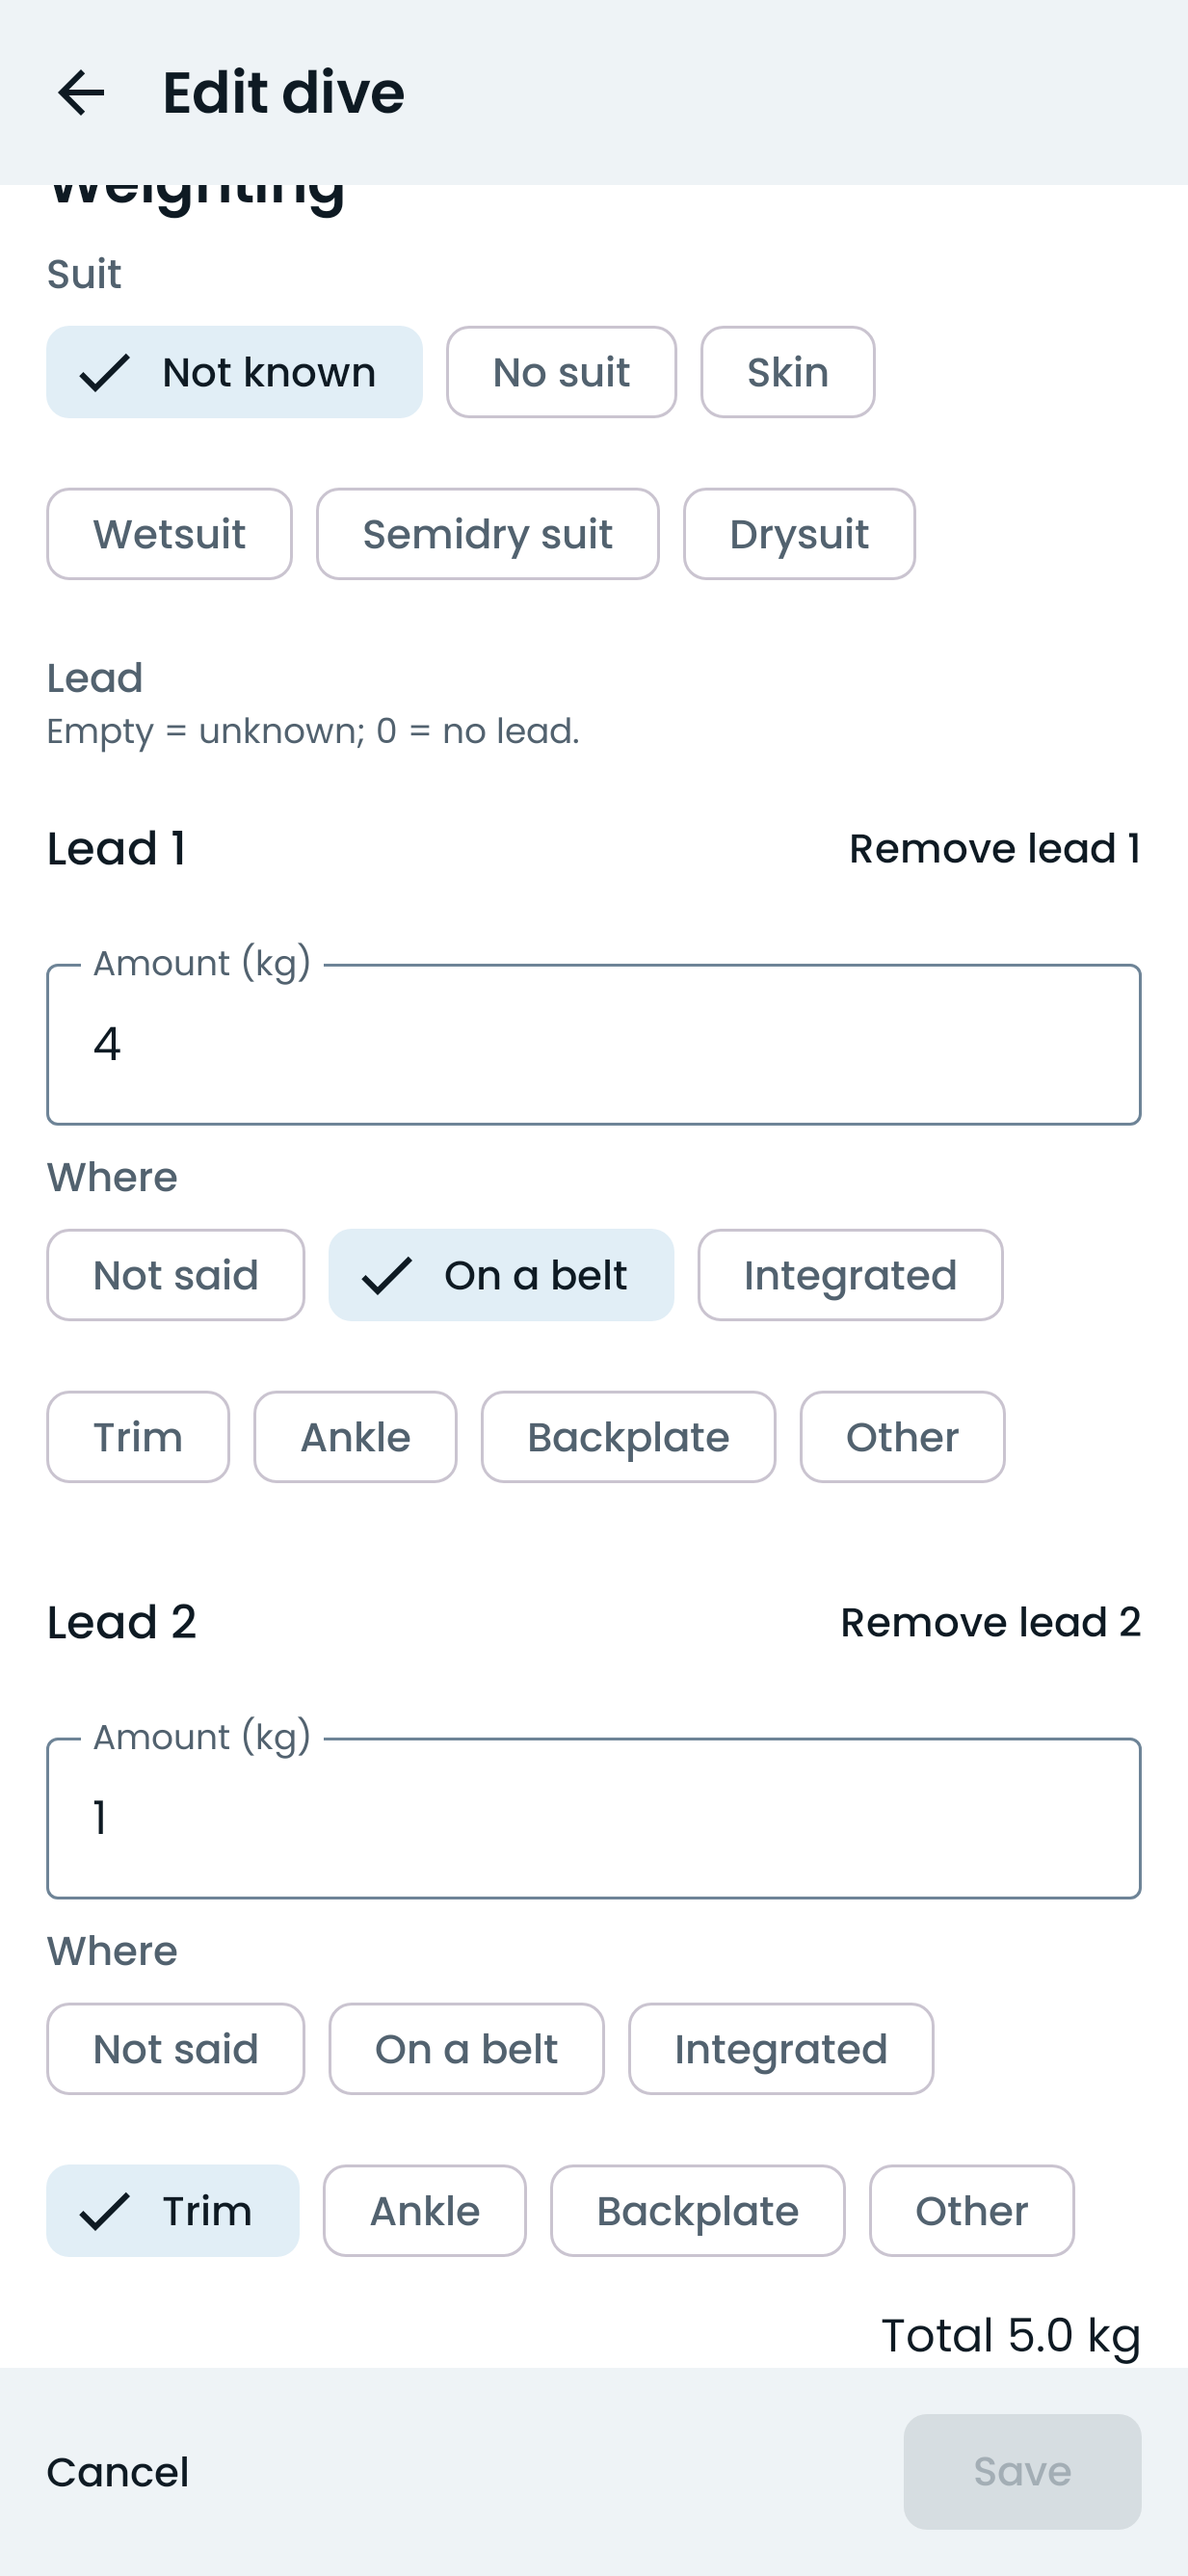 Edit dive
Weighting
Suit
Not known No suit Skin
Wetsuit Semidry suit Drysuit
Lead
Empty = unknown; 0 = no lead.
Lead 1 Remove lead 1
Amount (kg)
4
Where
Not said On a belt Integrated
Trim Ankle Backplate Other
Lead 2 Remove lead 2
Amount (kg)
1
Where
Not said On a belt Integrated
Trim Ankle Backplate Other
Total 5.0 kg
Cancel Save